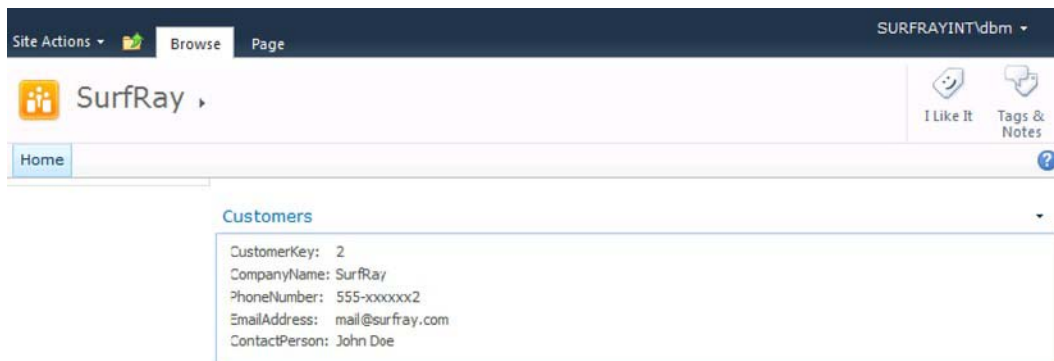 SURFRAYINT\dbm
Site Actions Browse Page
SurfRay
I Like It Tags & Notes
Home
Customers
CustomerKey: 2
CompanyName: SurfRay
PhoneNumber: 555-xxxxxx2
EmailAddress: mail@surfray.com
ContactPerson: John Doe